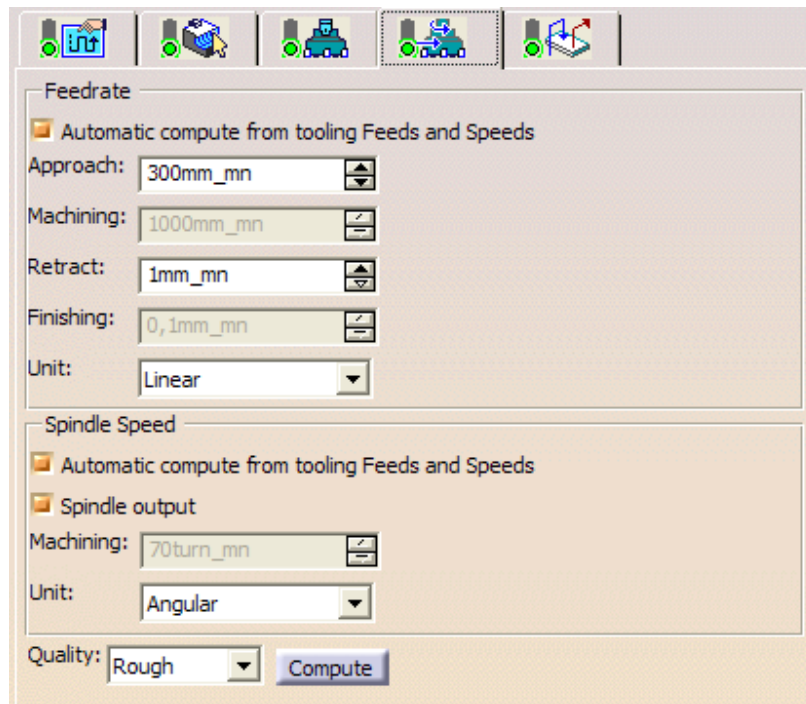 Feedrate
Automatic compute from tooling Feeds and Speeds
Approach: 300mm_mn
Machining: 1000mm_mn
Retract: 1mm_mn
Finishing: 0,1mm_mn
Unit: Linear
Spindle Speed
Automatic compute from tooling Feeds and Speeds
Spindle output
Machining: 70turn_mn
Unit: Angular
Quality: Rough Compute